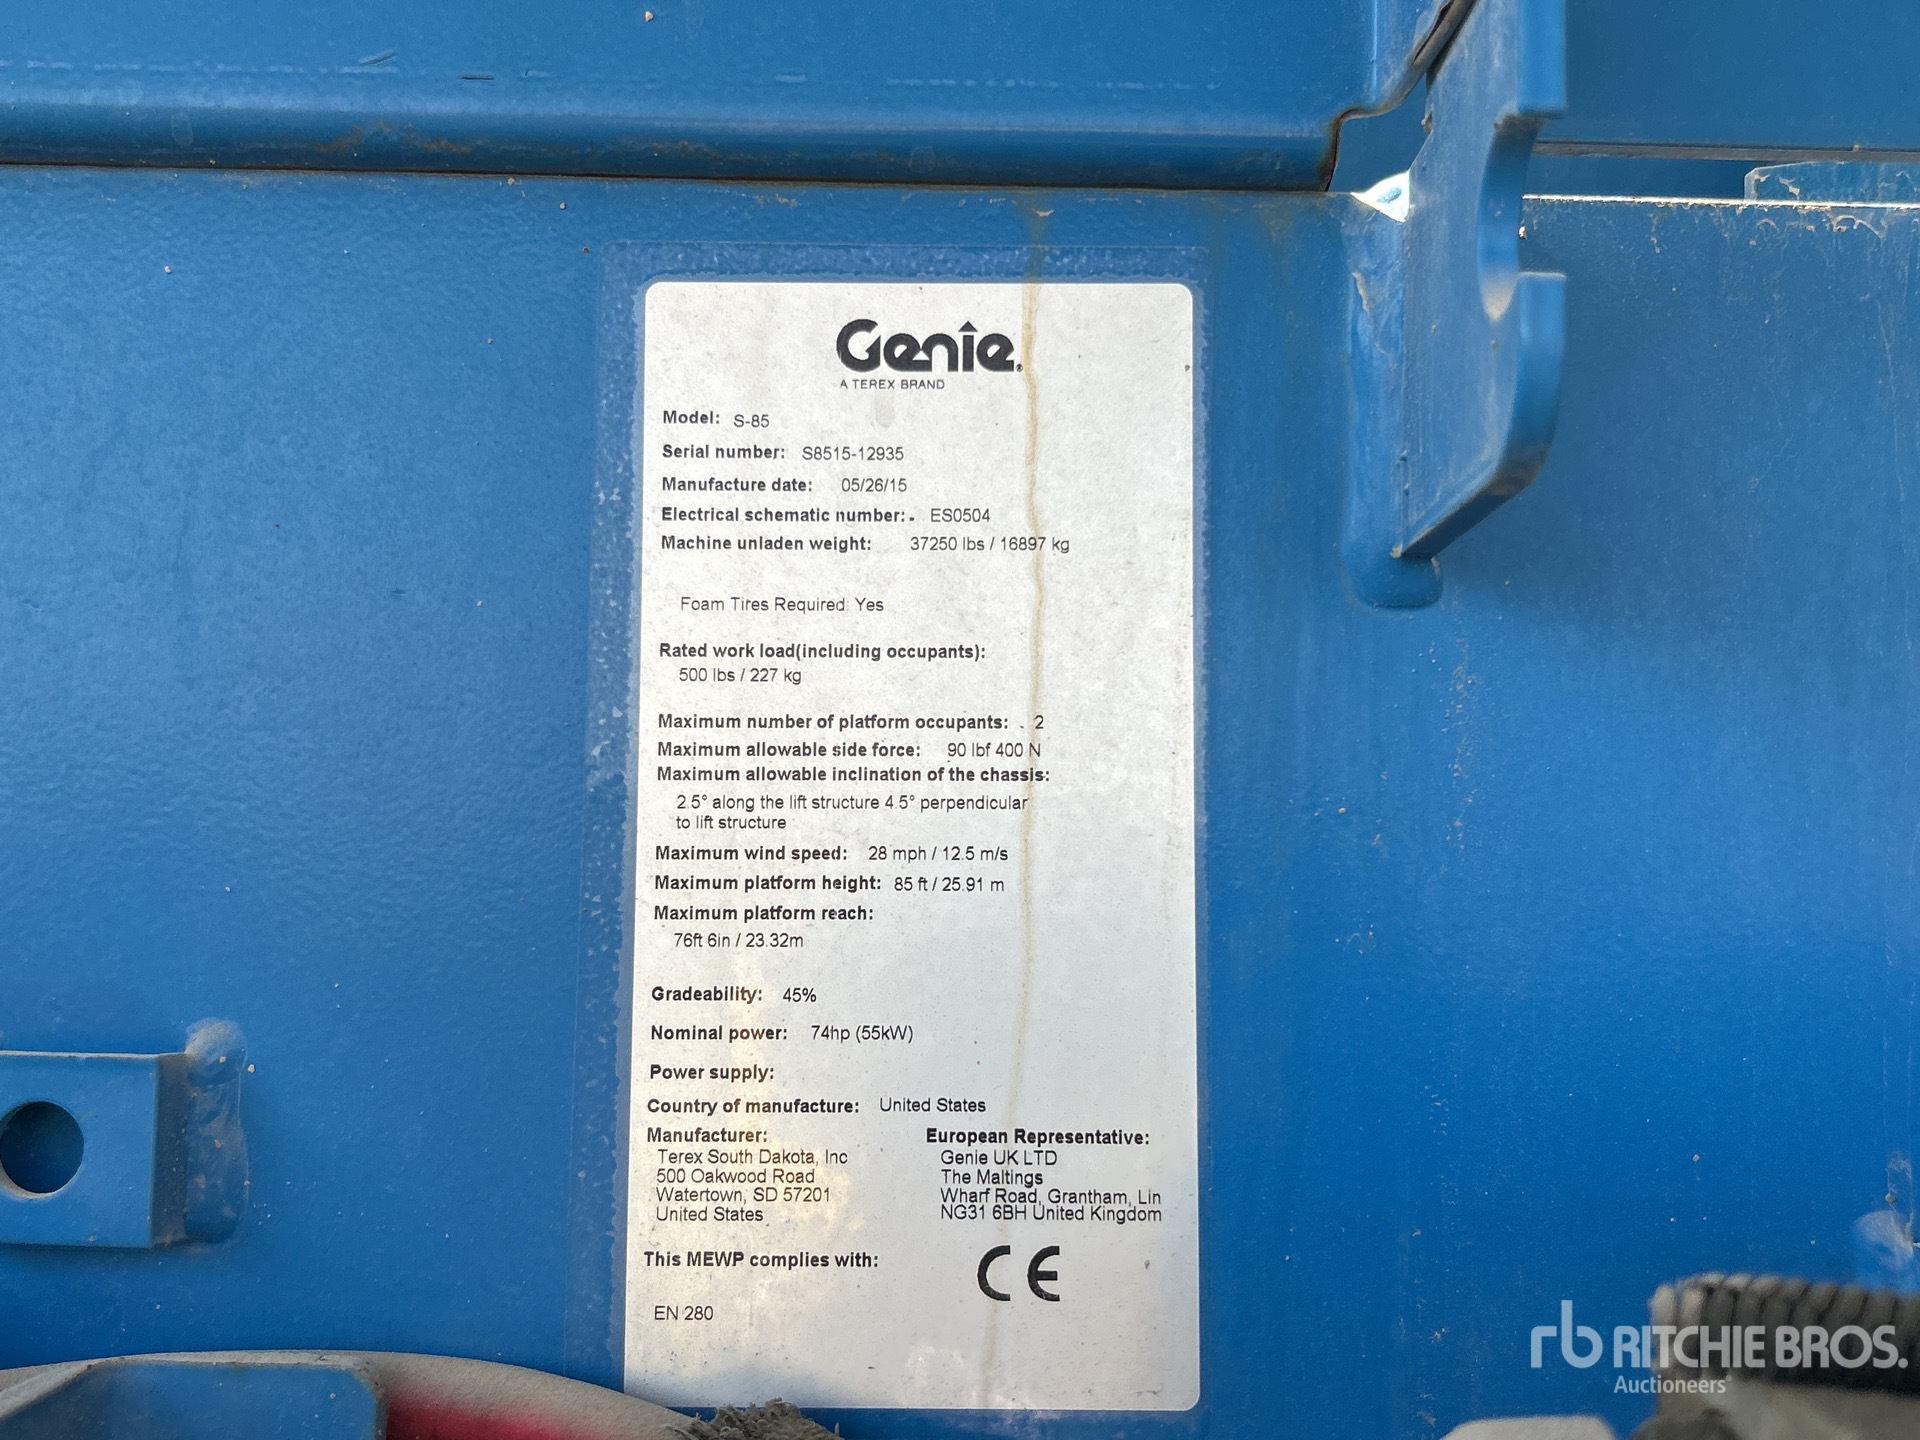 Genie
A TEREX BRAND
Model: S-85
Serial number: S8515-12935
Manufacture date: 05/26/15
Electrical schematic number: ES0504
Machine unladen weight: 37250 lbs / 16897 kg
Foam Tires Required: Yes
Rated work load(including occupants):
500 lbs / 227 kg
Maximum number of platform occupants: 2
Maximum allowable side force: 90 lbf 400 N
Maximum allowable inclination of the chassis:
2.5° along the lift structure 4.5° perpendicular
to lift structure
Maximum wind speed: 28 mph / 12.5 m/s
Maximum platform height: 85 ft / 25.91 m
Maximum platform reach:
76ft 6in / 23.32m
Gradeability: 45%
Nominal power: 74hp (55kW)
Power supply:
Country of manufacture: United States
Manufacturer:
Terex South Dakota, Inc
500 Oakwood Road
Watertown, SD 57201
United States
European Representative:
Genie UK LTD
The Maltings
Wharf Road, Grantham, Lin
NG31 6BH United Kingdom
This MEWP complies with:
CE
EN 280
rb RITCHIE BROS.
Auctioneers